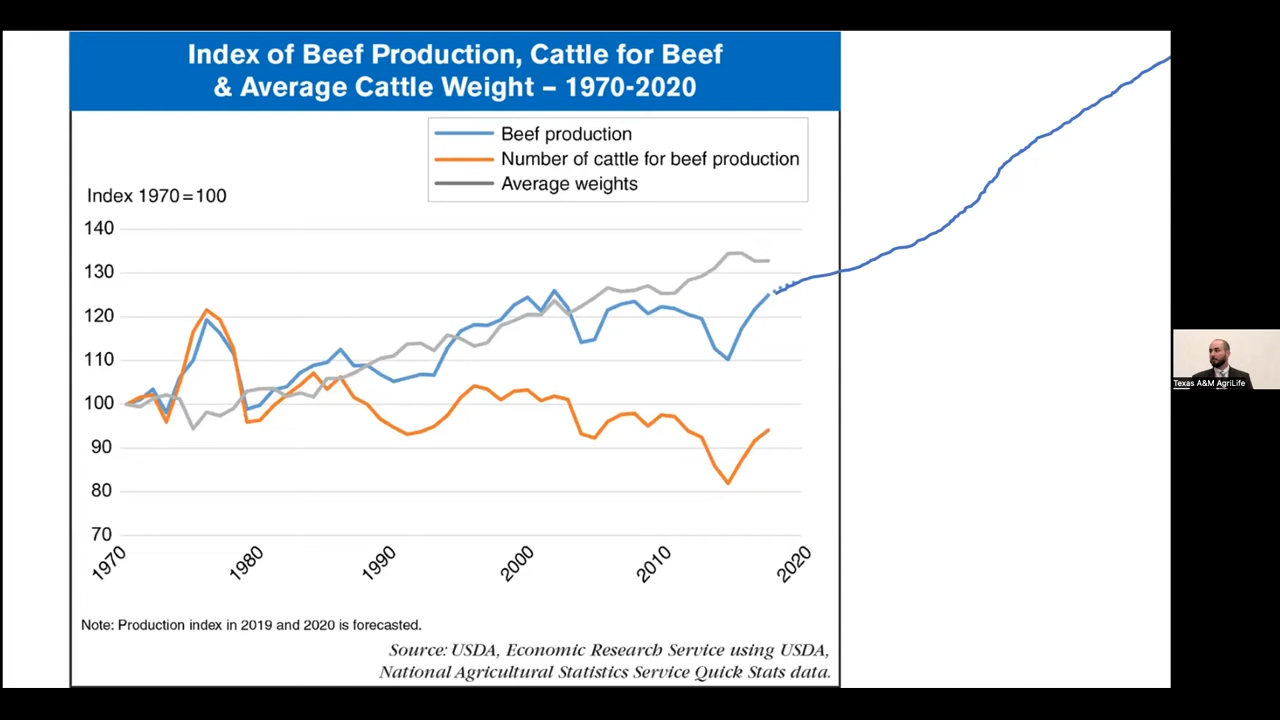 Index of Beef Production, Cattle for Beef
& Average Cattle Weight – 1970-2020
Beef production
Number of cattle for beef production
Average weights
Index 1970=100
140
130
120
110
100
90
80
70
1970
1980
1990
2000
2010
2020
Note: Production index in 2019 and 2020 is forecasted.
Source: USDA, Economic Research Service using USDA,
National Agricultural Statistics Service Quick Stats data.
Texas A&M AgriLife